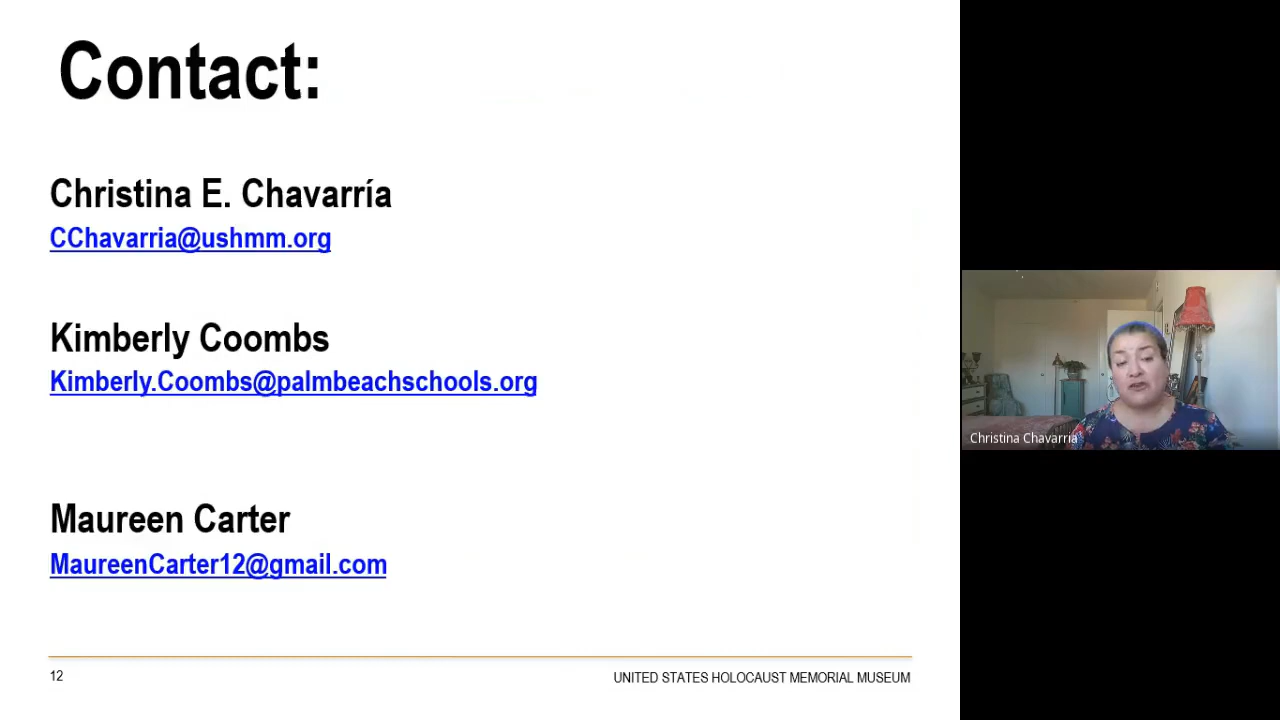 Contact:
Christina E. Chavarría
CChavarria@ushmm.org
Kimberly Coombs
Kimberly.Coombs@palmbeachschools.org
Maureen Carter
MaureenCarter12@gmail.com
12
UNITED STATES HOLOCAUST MEMORIAL MUSEUM
Christina Chavarria